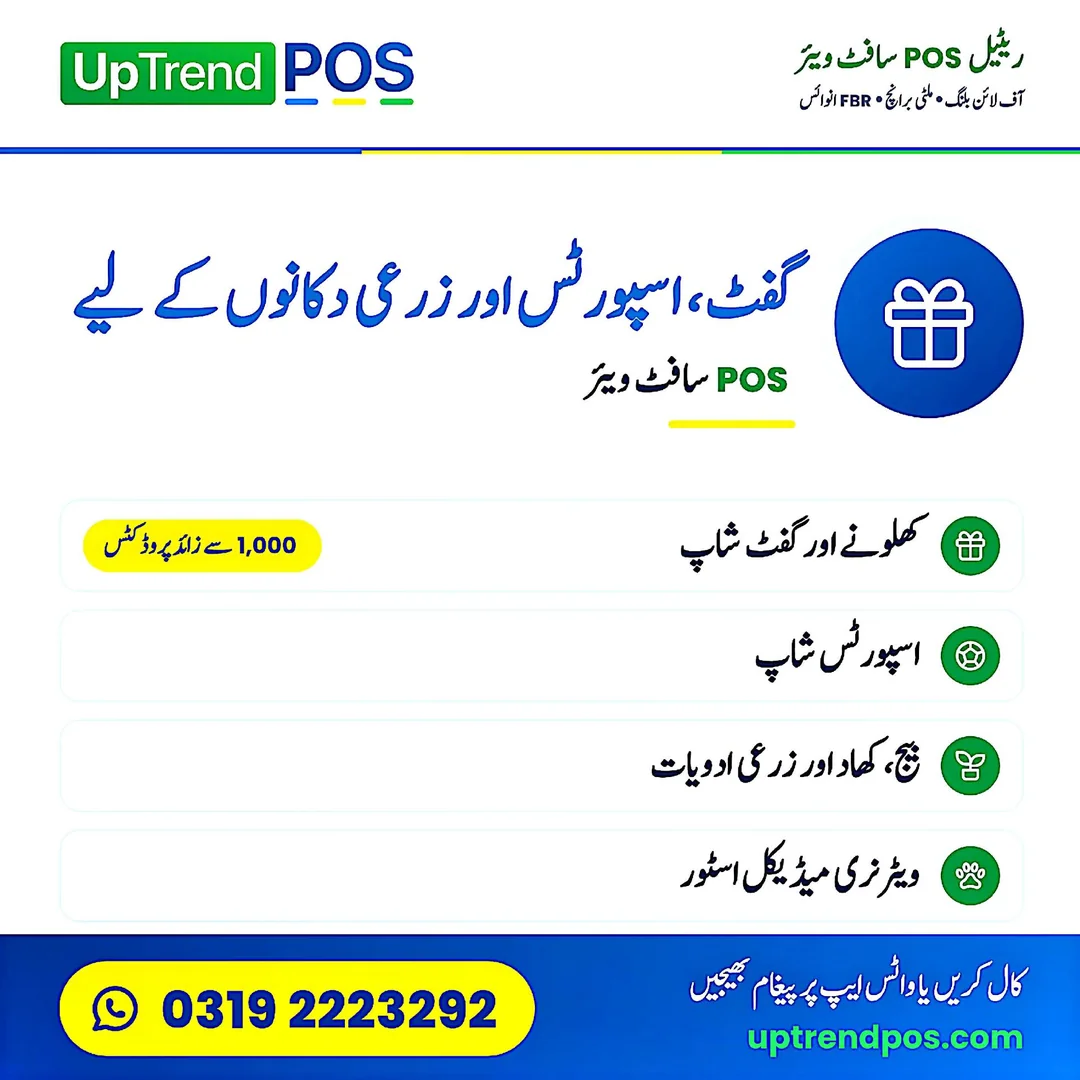 UpTrend POS
ریٹیل POS سافٹ ویئر
آف لائن بلنگ • ملٹی برانچ • FBR انوائس
گفٹ، اسپورٹس اور زرعی دکانوں کے لیے
POS سافٹ ویئر
کھلونے اور گفٹ شاپ
1,000 سے زائد پروڈکٹس
اسپورٹس شاپ
بیج، کھاد اور زرعی ادویات
ویٹرنری میڈیکل اسٹور
کال کریں یا واٹس ایپ پر پیغام بھیجیں
0319 2223292
uptrendpos.com